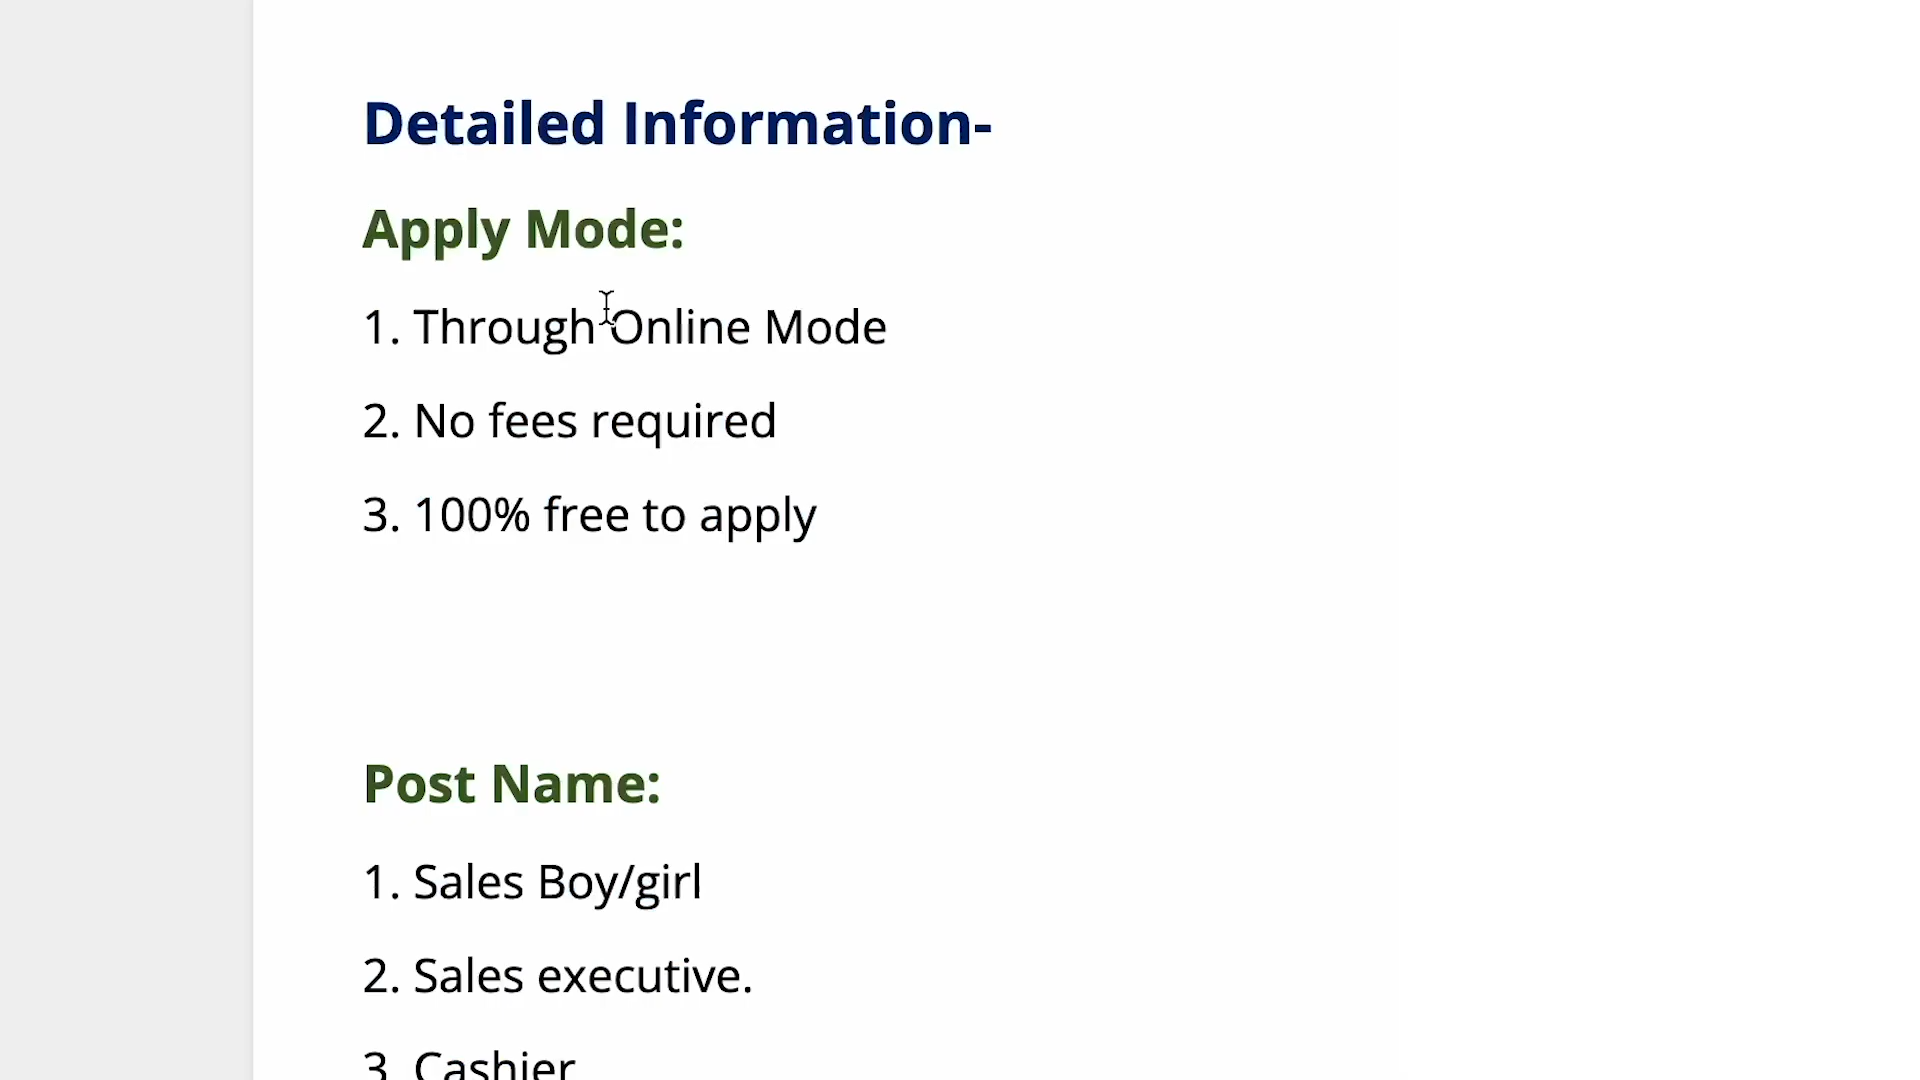 Detailed Information-
Apply Mode:
1. Through Online Mode
2. No fees required
3. 100% free to apply
Post Name:
1. Sales Boy/girl
2. Sales executive.
3. Cashier